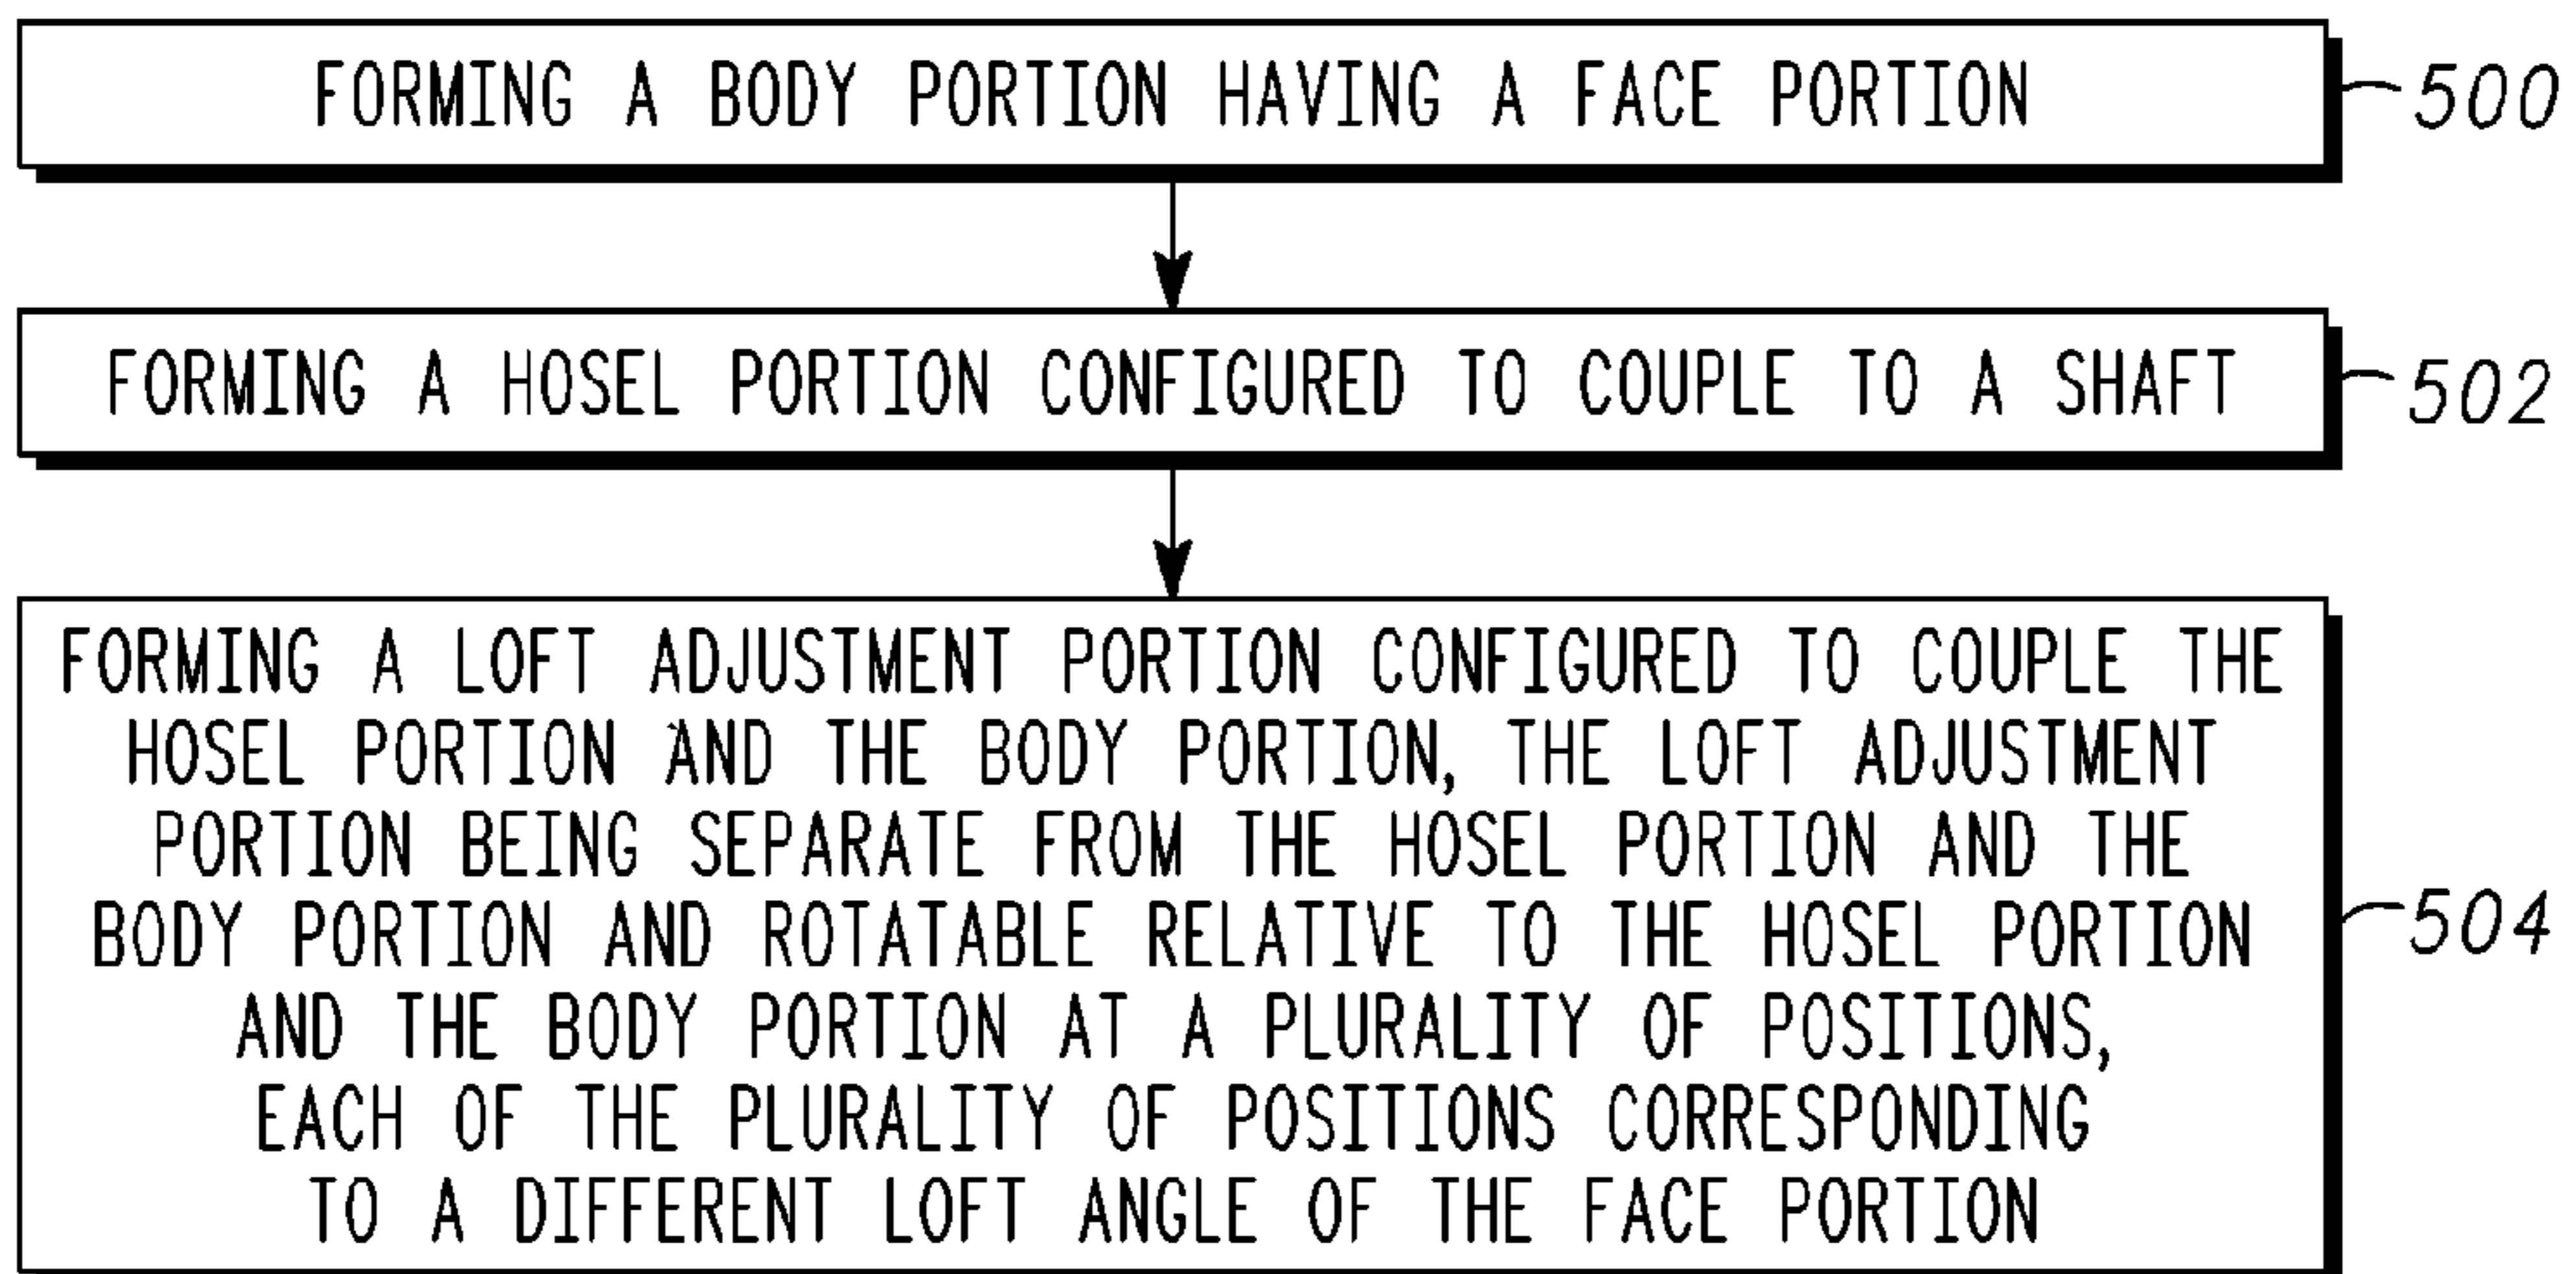 FORMING A BODY PORTION HAVING A FACE PORTION
500
FORMING A HOSEL PORTION CONFIGURED TO COUPLE TO A SHAFT
502
FORMING A LOFT ADJUSTMENT PORTION CONFIGURED TO COUPLE THE
HOSEL PORTION AND THE BODY PORTION, THE LOFT ADJUSTMENT
PORTION BEING SEPARATE FROM THE HOSEL PORTION AND THE
BODY PORTION AND ROTATABLE RELATIVE TO THE HOSEL PORTION
AND THE BODY PORTION AT A PLURALITY OF POSITIONS,
EACH OF THE PLURALITY OF POSITIONS CORRESPONDING
TO A DIFFERENT LOFT ANGLE OF THE FACE PORTION
504